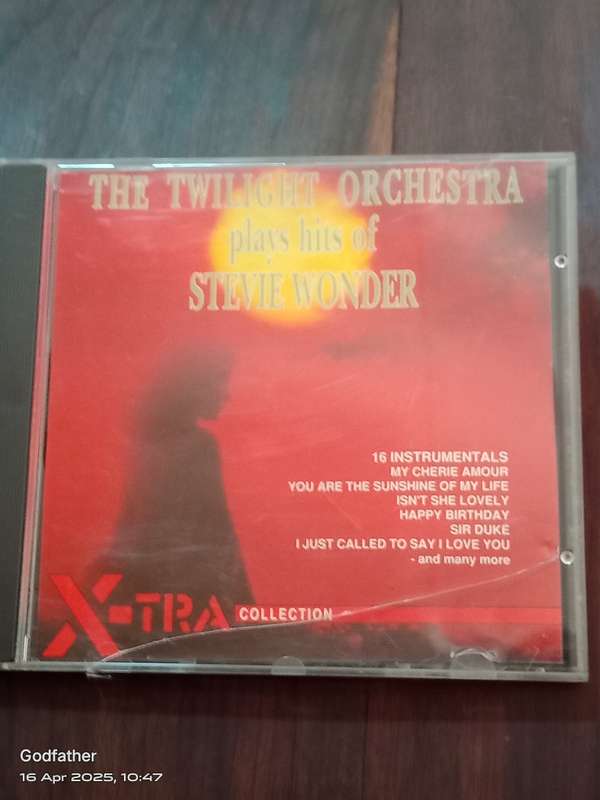 THE TWILIGHT ORCHESTRA
plays hits of
STEVIE WONDER
16 INSTRUMENTALS
MY CHERIE AMOUR
YOU ARE THE SUNSHINE OF MY LIFE
ISN'T SHE LOVELY
HAPPY BIRTHDAY
SIR DUKE
I JUST CALLED TO SAY I LOVE YOU
- and many more
X-TRA COLLECTION
Godfather
16 Apr 2025, 10:47